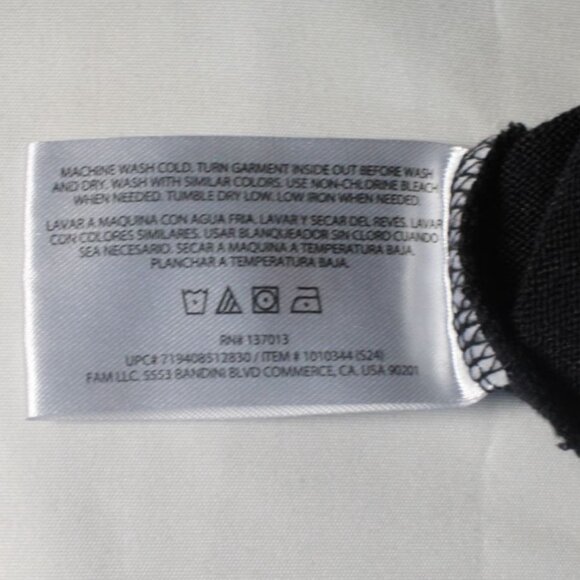 MACHINE WASH COLD. TURN GARMENT INSIDE OUT BEFORE WASH
AND DRY. WASH WITH SIMILAR COLORS. USE NON-CHLORINE BLEACH
WHEN NEEDED. TUMBLE DRY LOW. LOW IRON WHEN NEEDED.
LAVAR A MAQUINA CON AGUA FRIA. LAVAR Y SECAR DEL REVES. LAVAR
CON COLORES SIMILARES. USAR BLANQUEADOR SIN CLORO CUANDO
SEA NECESARIO. SECAR A MAQUINA A TEMPERATURA BAJA.
PLANCHAR A TEMPERATURA BAJA.
RN# 137013
UPC# 719408512830 / ITEM # 1010344 (S24)
FAM LLC. 5553 BANDINI BLVD COMMERCE, CA. USA 90201